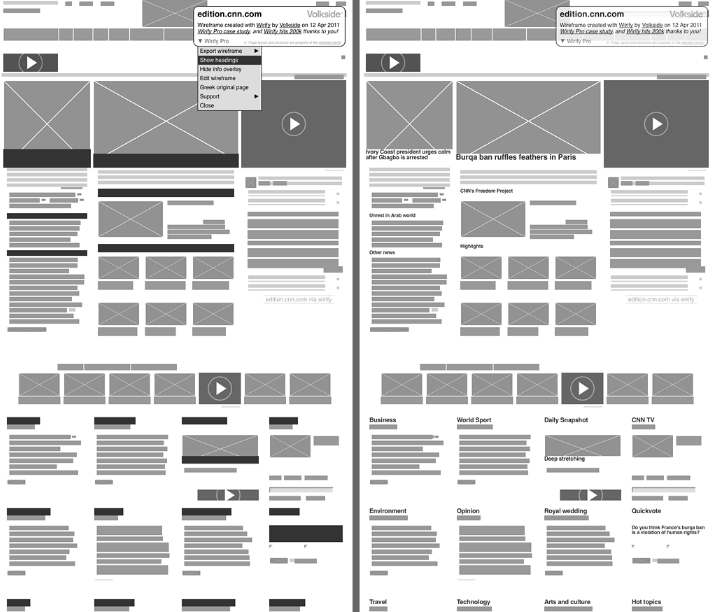 edition.cnn.com
Volkside
Wireframe created with Wirify by Volkside on 12 Apr 2011
Wirify Pro case study, and Wirify hits 200k thanks to you!
▼ Wirify Pro
Export wireframe ▶
Show headings
Hide info overlay
Edit wireframe
Greek original page
Support ▶
Close
edition.cnn.com via wirify
edition.cnn.com
Volkside
Wireframe created with Wirify by Volkside on 12 Apr 2011
Wirify Pro case study, and Wirify hits 200k thanks to you!
▼ Wirify Pro
Ivory Coast president urges calm
after Gbagbo is arrested
Burqa ban ruffles feathers in Paris
CNN's Freedom Project
Unrest in Arab world
Highlights
Other news
edition.cnn.com via wirify
Business
World Sport
Daily Snapshot
CNN TV
Deep stretching
Environment
Opinion
Royal wedding
Quickvote
Do you think France's burqa ban
is a violation of human rights?
Travel
Technology
Arts and culture
Hot topics